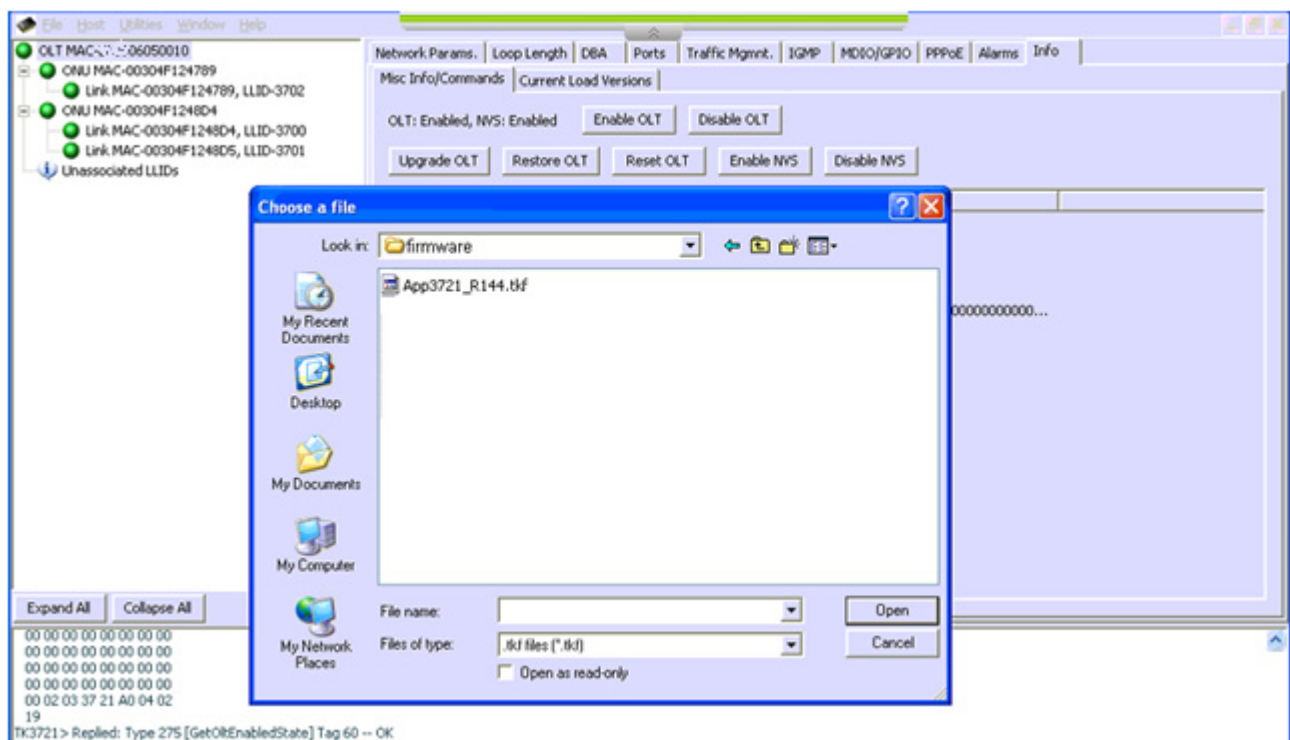 File Host Utilities Window Help
OLT MAC- 06050010
ONU MAC-00304F124789
Link MAC-00304F124789, LLID-3702
ONU MAC-00304F1248D4
Link MAC-00304F1248D4, LLID-3700
Link MAC-00304F1248D5, LLID-3701
Unassociated LLIDs
Network Params. Loop Length DBA Ports Traffic Mgmnt. IGMP MDIO/GPIO PPPoE Alarms Info
Misc Info/Commands Current Load Versions
OLT: Enabled, NVS: Enabled Enable OLT Disable OLT
Upgrade OLT Restore OLT Reset OLT Enable NVS Disable NVS
Choose a file
Look in: firmware
App3721_R144.tkf
My Recent
Documents
Desktop
My Documents
My Computer
My Network
Places
00000000000...
File name: Open
Files of type: .tkf files (*.tkf) Cancel
Open as read-only
Expand All Collapse All
00 00 00 00 00 00 00 00
00 00 00 00 00 00 00 00
00 00 00 00 00 00 00 00
00 00 00 00 00 00 00 00
00 02 03 37 21 A0 04 02
19
TK3721> Replied: Type 275 [GetOltEnabledState] Tag 60 -- OK